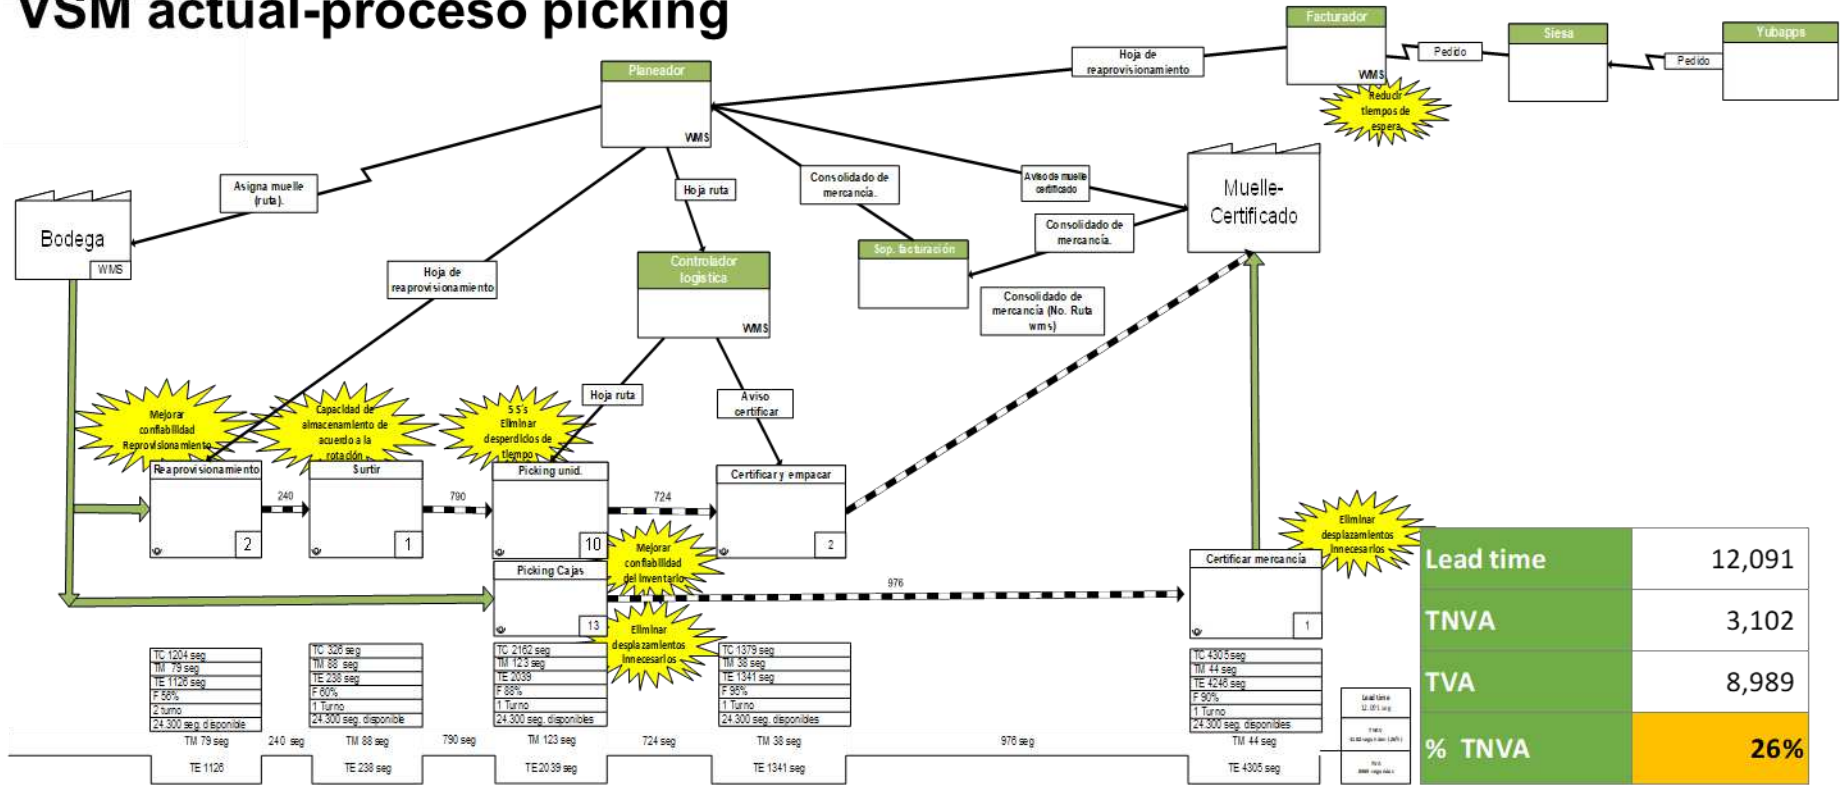 VSM actual-proceso picking
Facturador
WMS
Siesa
Yubapps
Pedido
Pedido
Hoja de
reaprovisionamiento
Reducir
tiempos de
espera
Planeador
WMS
Asigna muelle
(ruta).
Hoja ruta
Consolidado de
mercancía.
Aviso de muelle
certificado
Consolidado de
mercancía.
Muelle-
Certificado
Bodega
WMS
Hoja de
reaprovisionamiento
Controlador
logistica
WMS
Sop. facturación
Consolidado de
mercancía (No. Ruta
wms)
Hoja ruta
Aviso
certificar
Mejorar
confiabilidad
Reprovisionamiento
Capacidad de
almacenamiento de
acuerdo a la
rotación
5 S's
Eliminar
desperdicios de
tiempo
Reaprovisionamiento
2
240
Surtir
1
790
Picking unid.
10
724
Certificar y empacar
2
Mejorar
confiabilidad
del inventario
Picking Cajas
13
976
Eliminar
desplazamientos
innecesarios
Eliminar
desplazamientos
innecesarios
Certificar mercancía
1
TC 1204 seg
TM 79 seg
TE 1126 seg
F 56%
2 turno
24.300 seg. disponible
TC 326 seg
TM 88 seg
TE 238 seg
F 60%
1 Turno
24.300 seg. disponible
TC 2162 seg
TM 123 seg
TE 2039
F 88%
1 Turno
24.300 seg. disponibles
TC 1379 seg
TM 38 seg
TE 1341 seg
F 95%
1 Turno
24.300 seg. disponibles
TC 4305 seg
TM 44 seg
TE 4246 seg
F 90%
1 Turno
24.300 seg. disponibles
TM 79 seg
240 seg
TM 88 seg
790 seg
TM 123 seg
724 seg
TM 38 seg
976 seg
TM 44 seg
TE 1126
TE 238 seg
TE2039 seg
TE 1341 seg
TE 4305 seg
Lead time
12.091 seg
Lead time 12,091
TNVA 3,102
TVA 8,989
% TNVA 26%